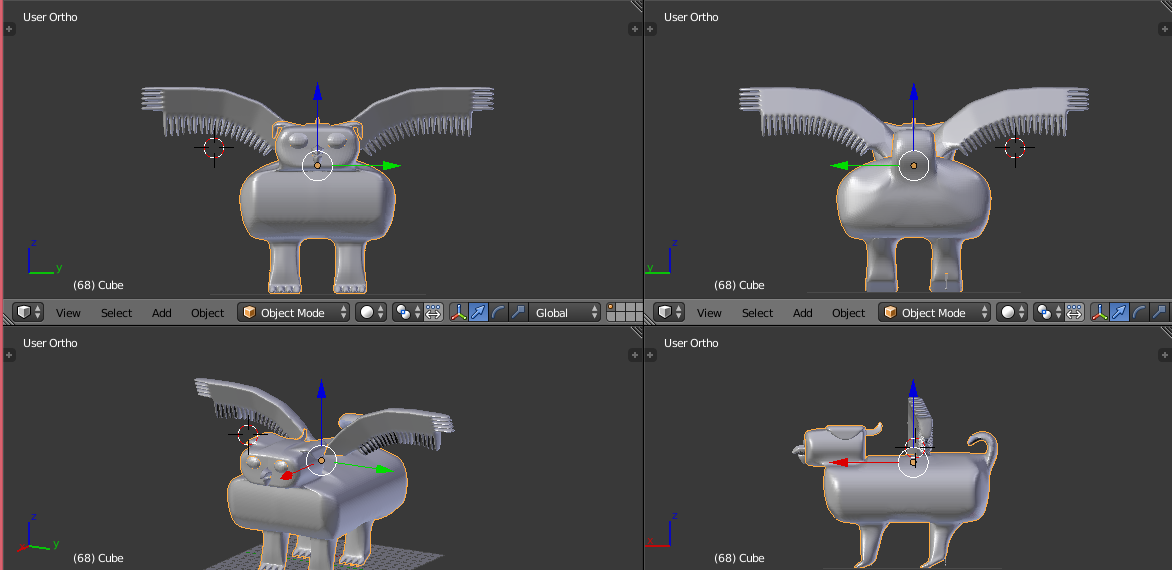 User Ortho
User Ortho
z
y
z
y
(68) Cube
(68) Cube
View Select Add Object Object Mode Global
View Select Add Object Object Mode
User Ortho
User Ortho
z
x y
z
x
(68) Cube
(68) Cube